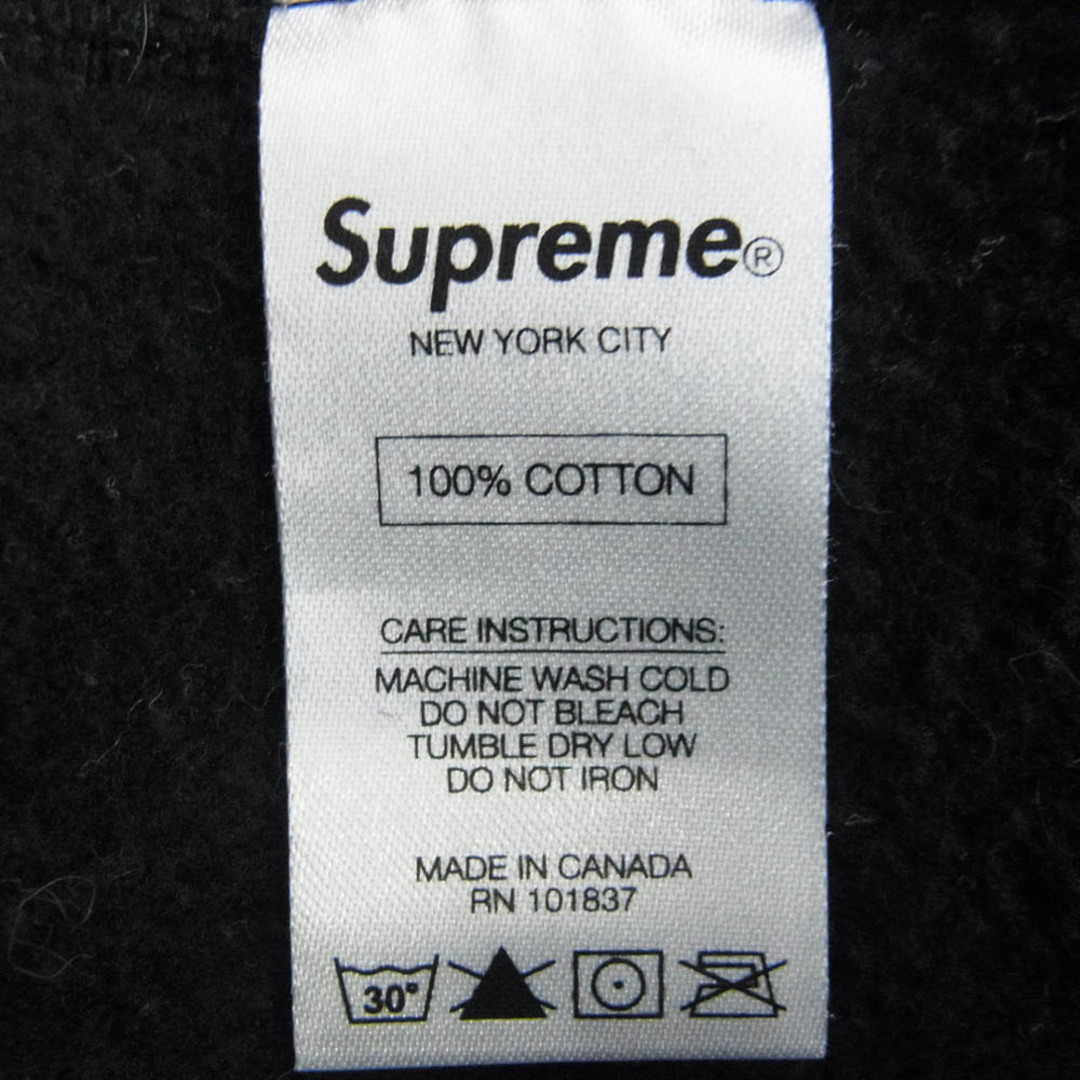 Supreme®
NEW YORK CITY
100% COTTON
CARE INSTRUCTIONS:
MACHINE WASH COLD
DO NOT BLEACH
TUMBLE DRY LOW
DO NOT IRON
MADE IN CANADA
RN 101837
30°